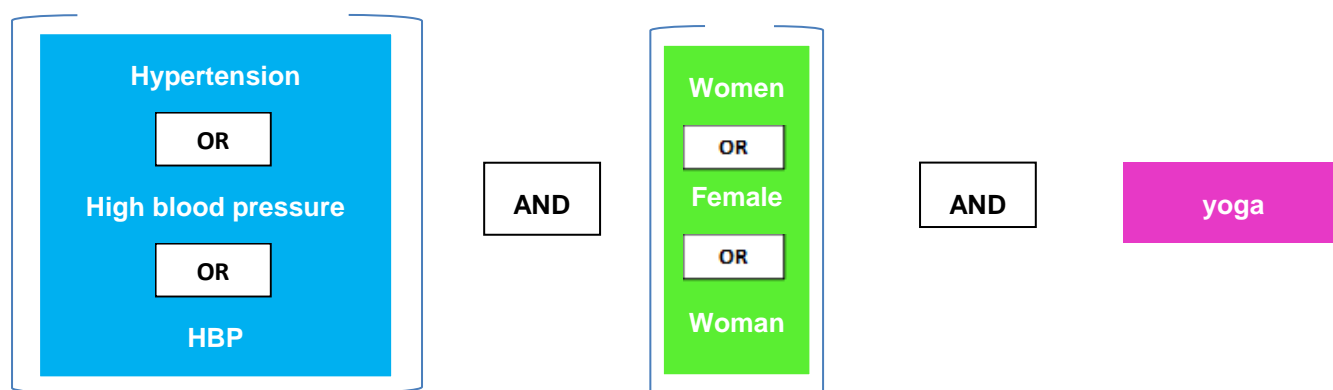 Hypertension
OR
High blood pressure
OR
HBP
AND
Women
OR
Female
OR
Woman
AND
yoga